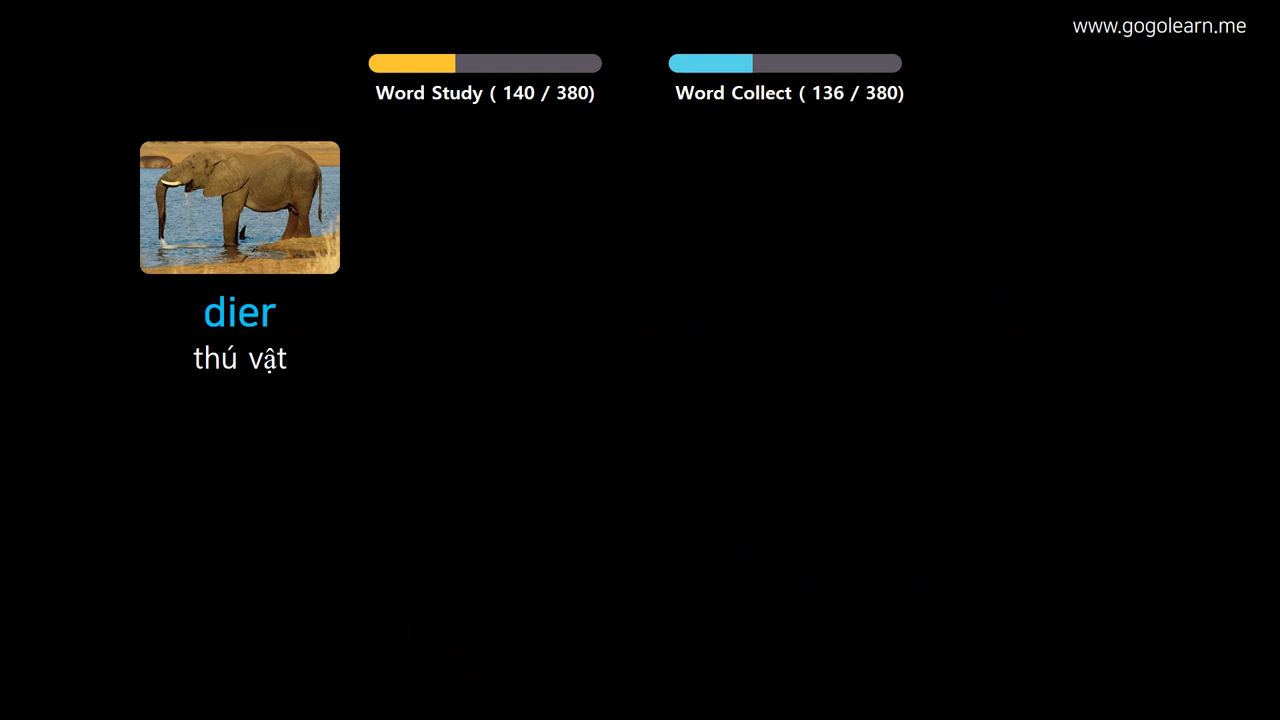 www.gogolearn.me
Word Study ( 140 / 380)
Word Collect ( 136 / 380)
dier
thú vật